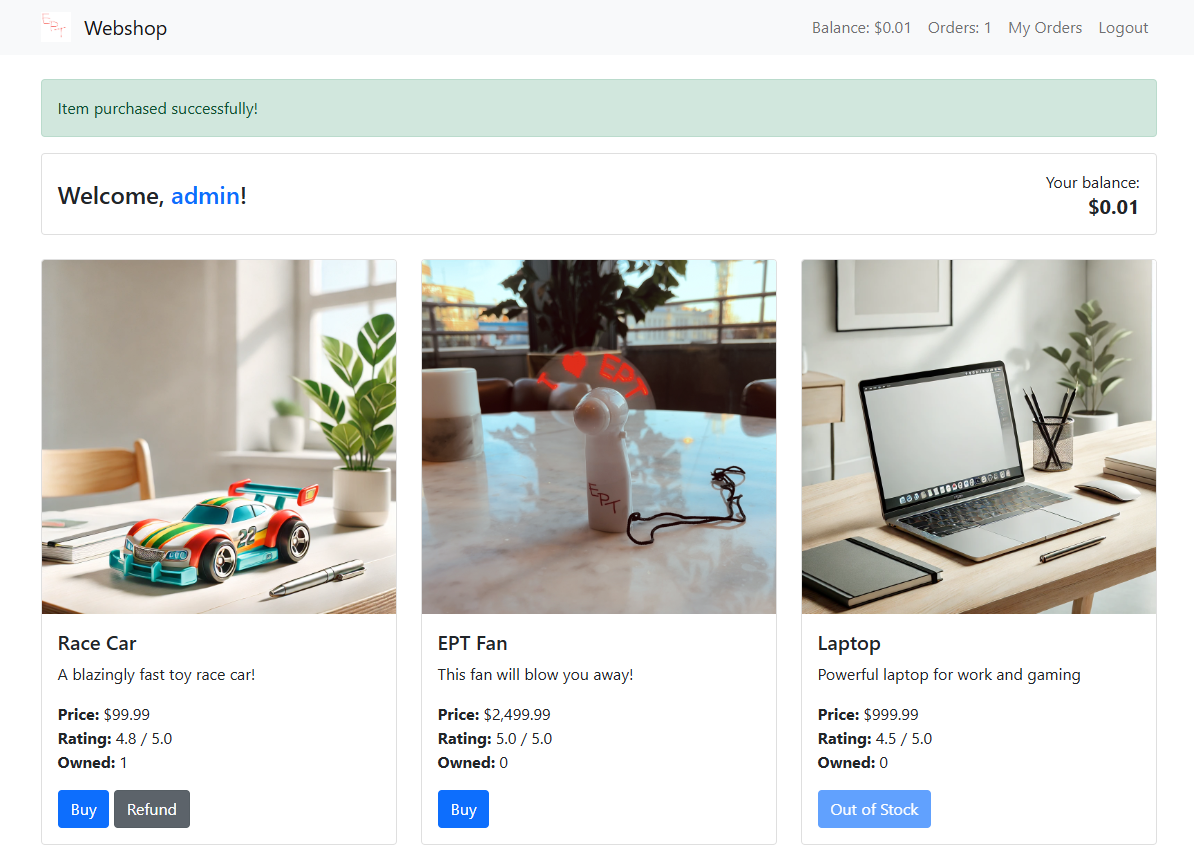 EPT Webshop Balance: $0.01 Orders: 1 My Orders Logout
Item purchased successfully!
Welcome, admin!
Your balance:
$0.01
22
I ❤ EPT
EPT
Race Car
A blazingly fast toy race car!
Price: $99.99
Rating: 4.8 / 5.0
Owned: 1
Buy Refund
EPT Fan
This fan will blow you away!
Price: $2,499.99
Rating: 5.0 / 5.0
Owned: 0
Buy
Laptop
Powerful laptop for work and gaming
Price: $999.99
Rating: 4.5 / 5.0
Owned: 0
Out of Stock